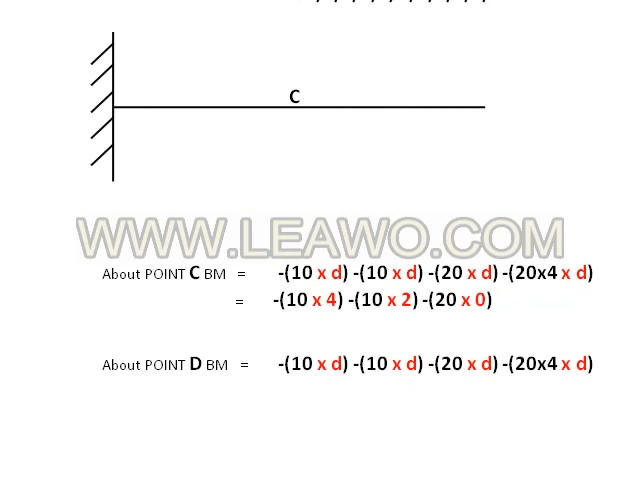 C
WWW.LEAWO.COM
About POINT C BM = -(10 x d) -(10 x d) -(20 x d) -(20x4 x d)
= -(10 x 4) -(10 x 2) -(20 x 0)
About POINT D BM = -(10 x d) -(10 x d) -(20 x d) -(20x4 x d)